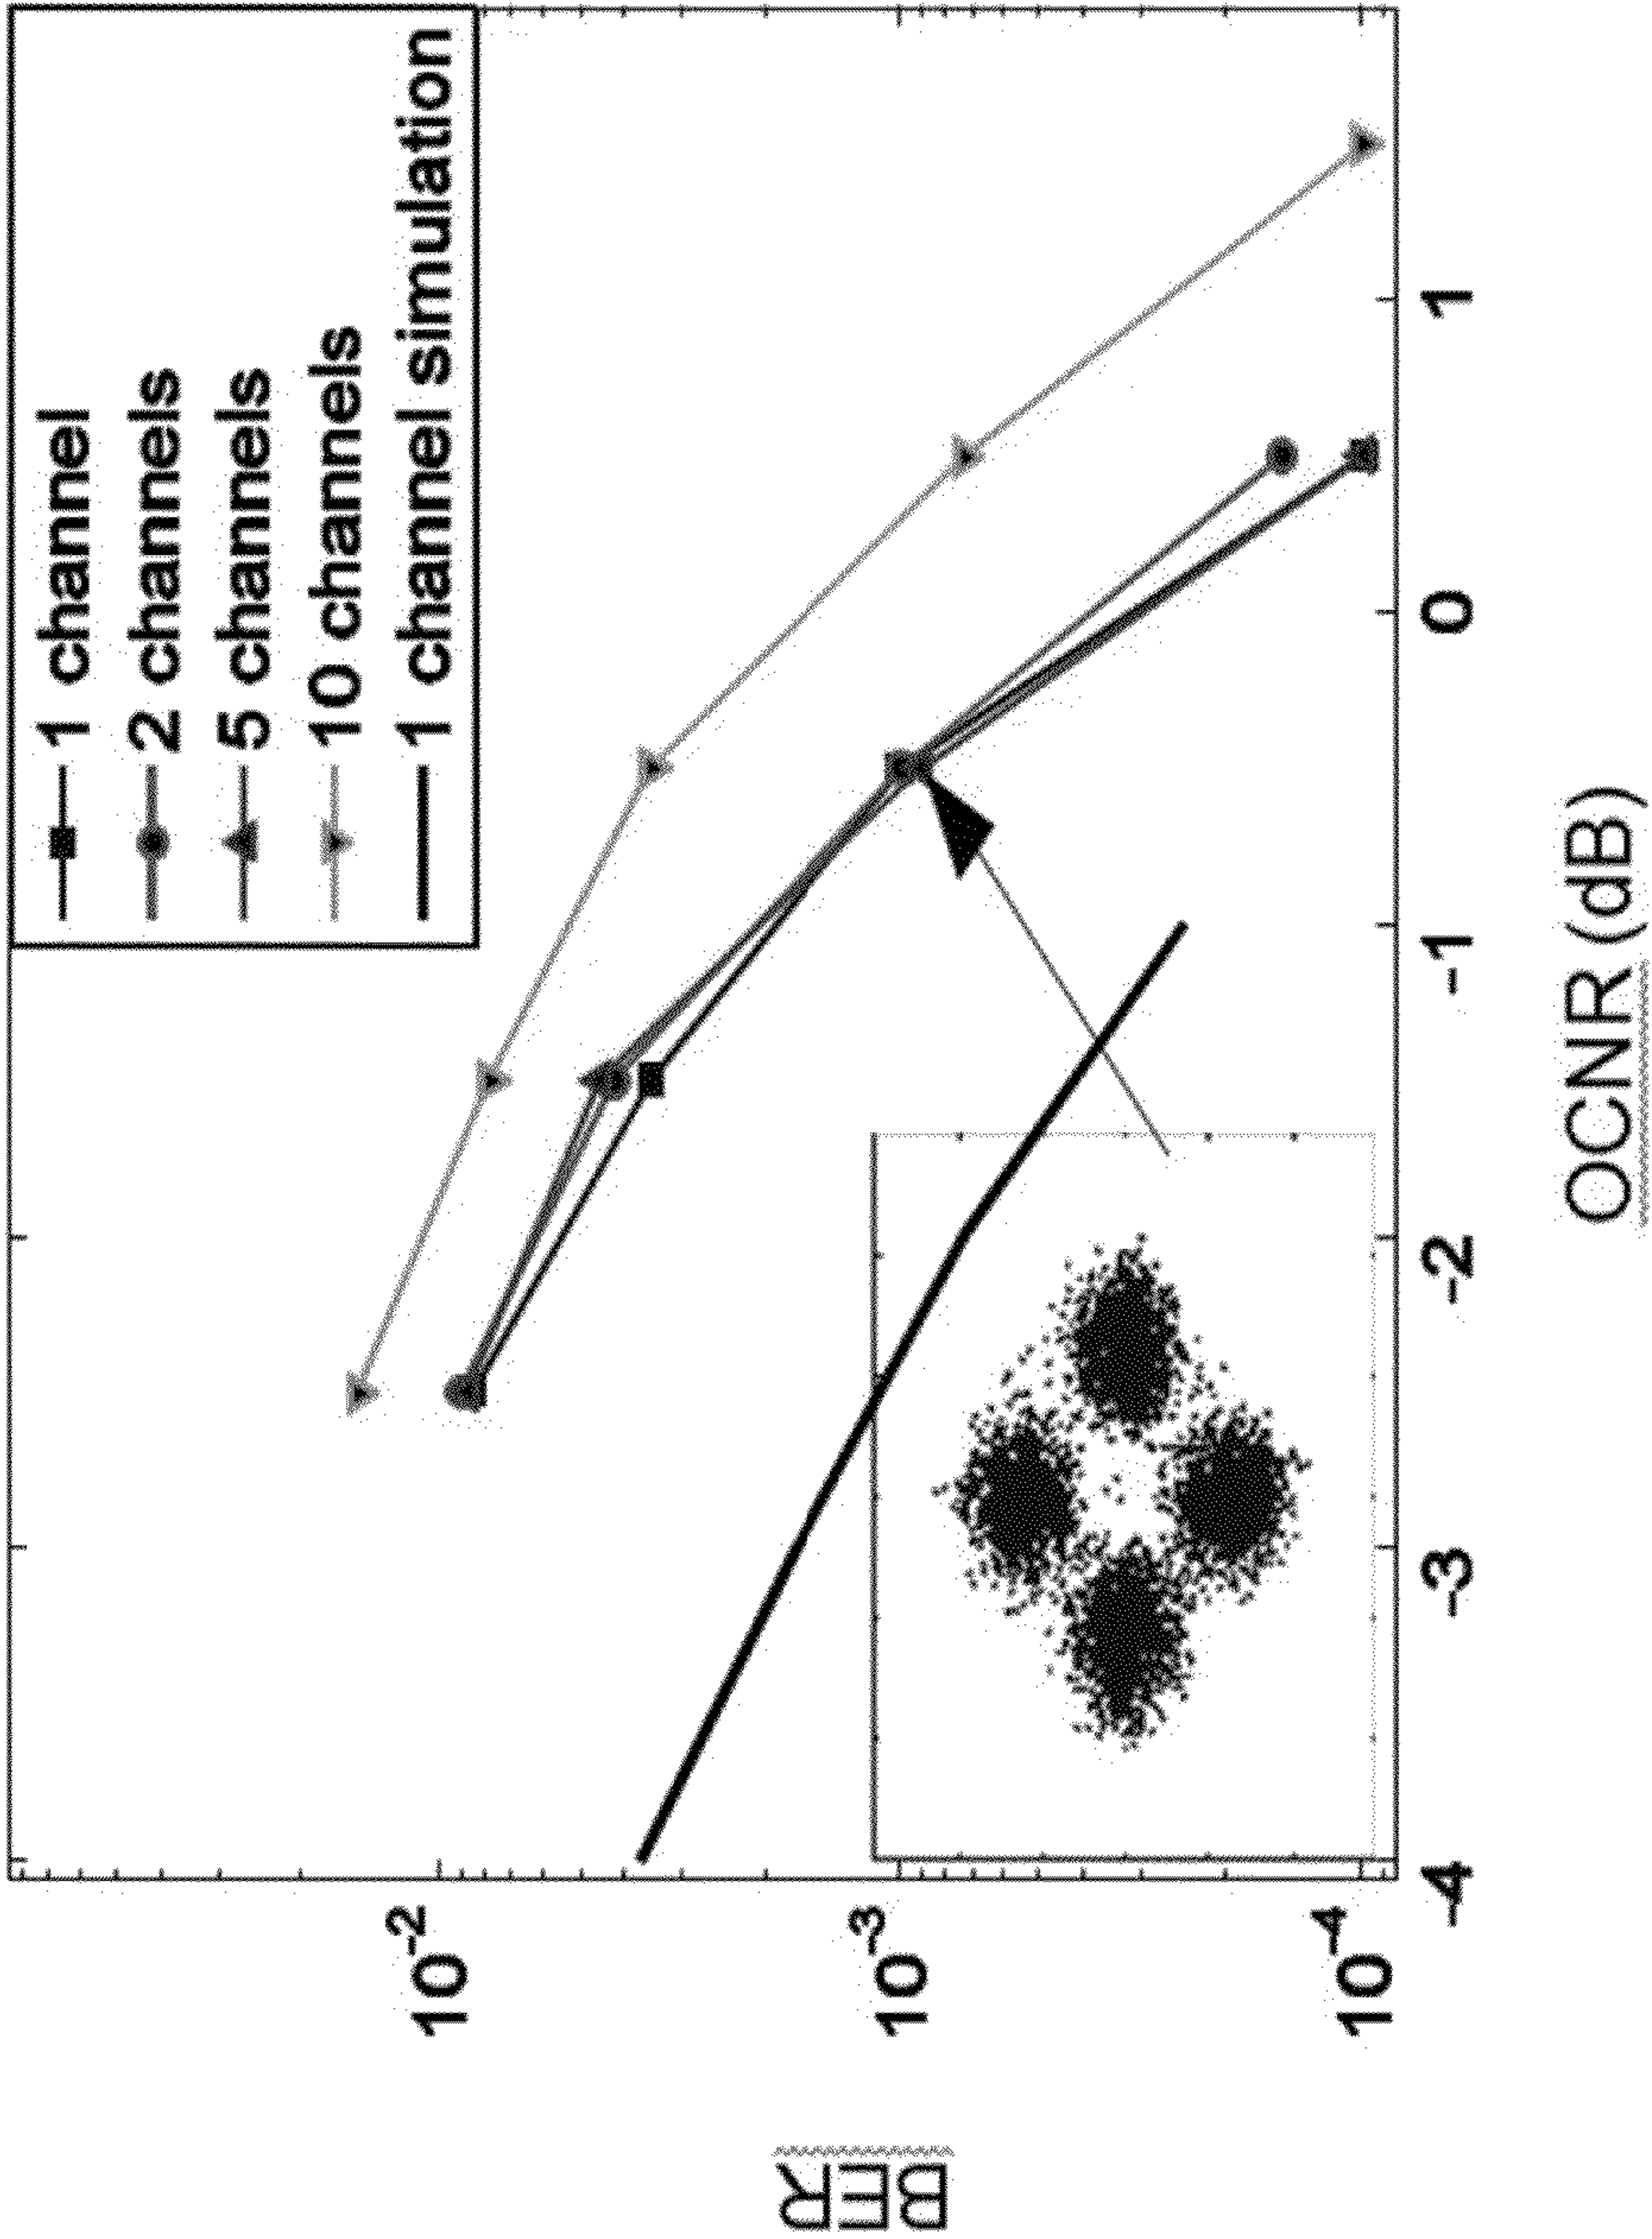 1 channel
2 channels
5 channels
10 channels
1 channel simulation
BER
10-2
10-3
10-4
-4
-3
-2
-1
0
1
OCNR (dB)